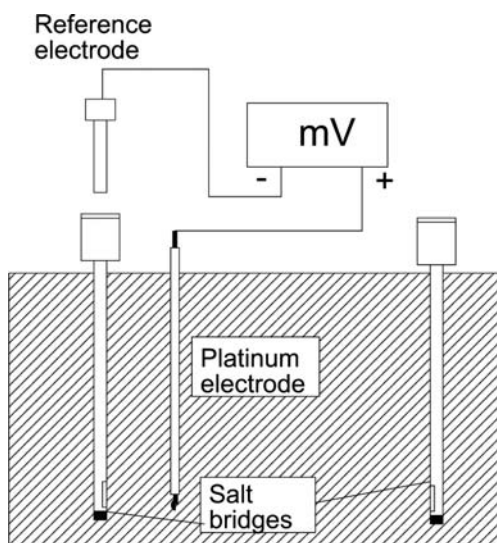 Reference
electrode
mV
- +
Platinum
electrode
Salt
bridges